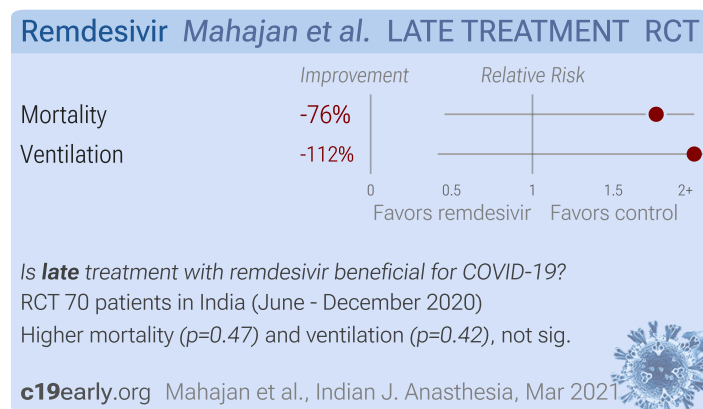 Remdesivir Mahajan et al. LATE TREATMENT RCT
Improvement Relative Risk
Mortality -76%
Ventilation -112%
0 0.5 1 1.5 2+
Favors remdesivir Favors control
Is late treatment with remdesivir beneficial for COVID-19?
RCT 70 patients in India (June - December 2020)
Higher mortality (p=0.47) and ventilation (p=0.42), not sig.
c19early.org Mahajan et al., Indian J. Anasthesia, Mar 2021